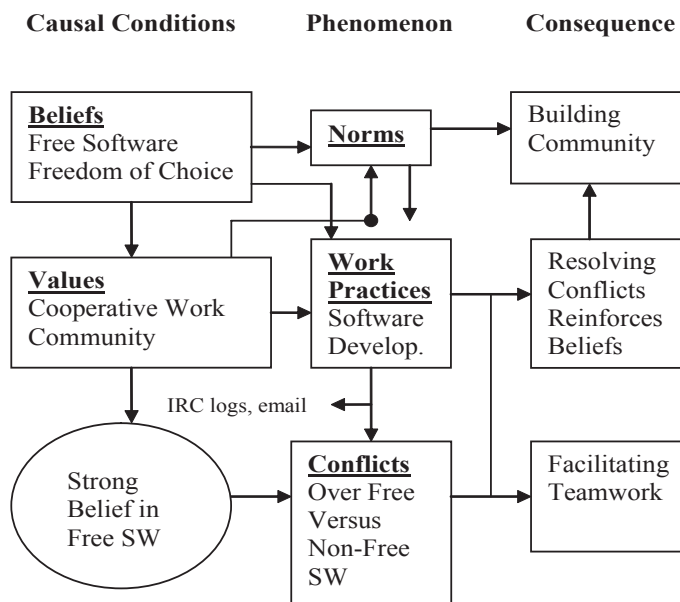 Causal Conditions
Phenomenon
Consequence
Beliefs
Free Software
Freedom of Choice
Norms
Building
Community
Values
Cooperative Work
Community
Work
Practices
Software
Develop.
Resolving
Conflicts
Reinforces
Beliefs
IRC logs, email
Strong
Belief in
Free SW
Conflicts
Over Free
Versus
Non-Free
SW
Facilitating
Teamwork